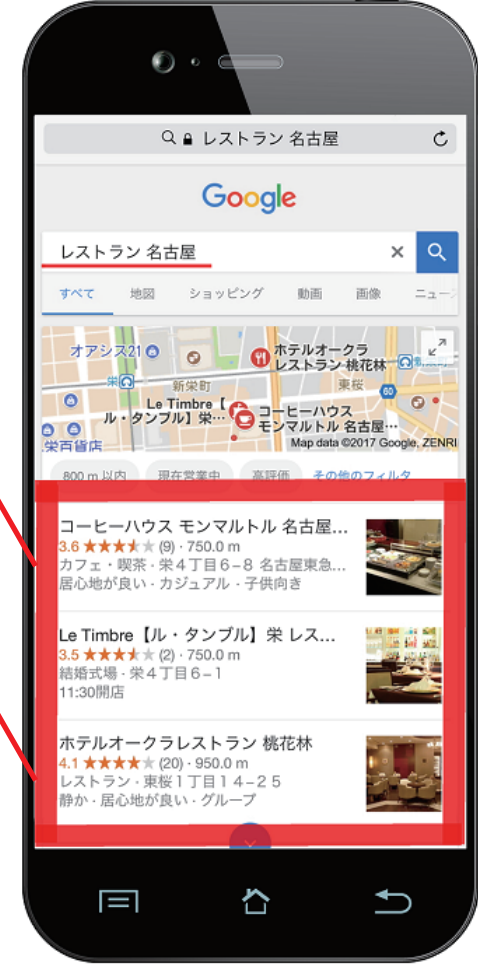 レストラン 名古屋
Google
レストラン 名古屋
すべて 地図 ショッピング 動画 画像 ニュース
オアシス21
ホテルオークラ
レストラン 桃花林
栄
新栄町
東桜
60
Le Timbre【
ル・タンブル】栄…
コーヒーハウス
モンマルトル 名古屋…
栄百貨店
Map data ©2017 Google, ZENRI
800 m 以内 現在営業中 高評価 その他のフィルタ
コーヒーハウス モンマルトル 名古屋…
3.6 ★★★★★ (9) · 750.0 m
カフェ・喫茶 · 栄4丁目6−8 名古屋東急…
居心地が良い · カジュアル · 子供向き
Le Timbre【ル・タンブル】栄 レス…
3.5 ★★★★★ (2) · 750.0 m
結婚式場 · 栄4丁目6−1
11:30開店
ホテルオークラレストラン 桃花林
4.1 ★★★★★ (20) · 950.0 m
レストラン · 東桜1丁目14−25
静か · 居心地が良い · グループ